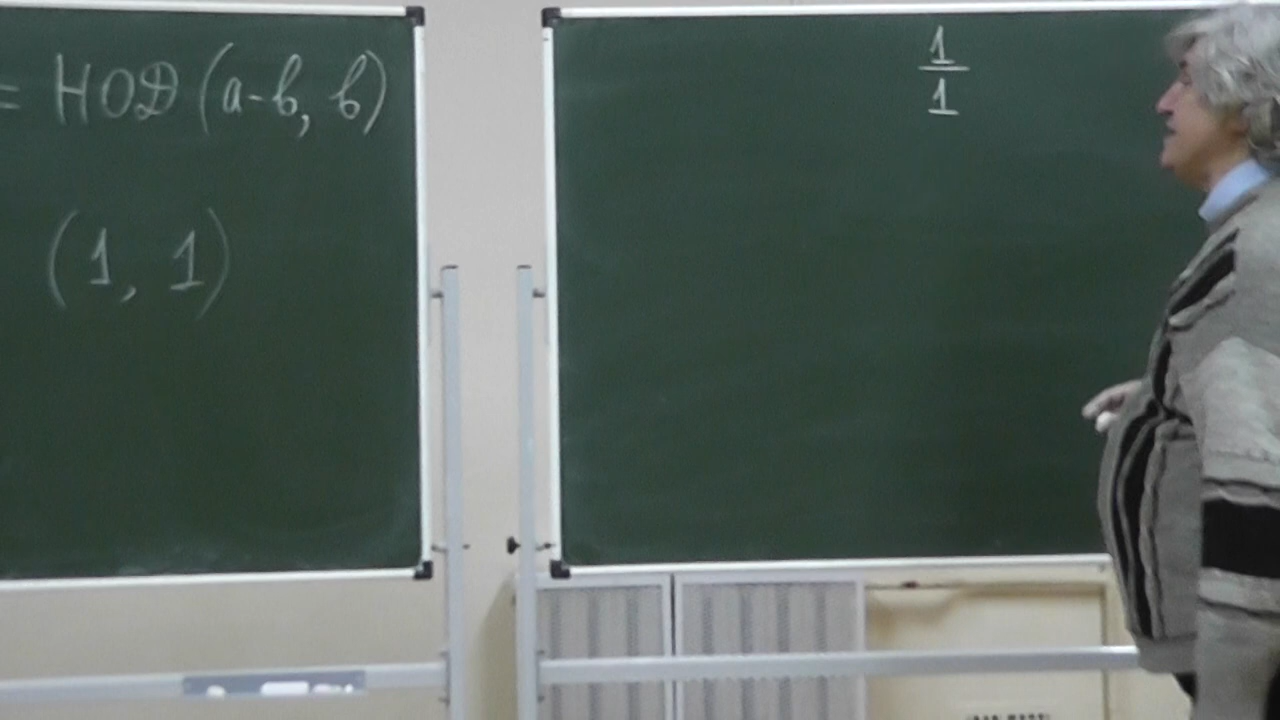 = НОД (a-b, b)
(1, 1)
1
1